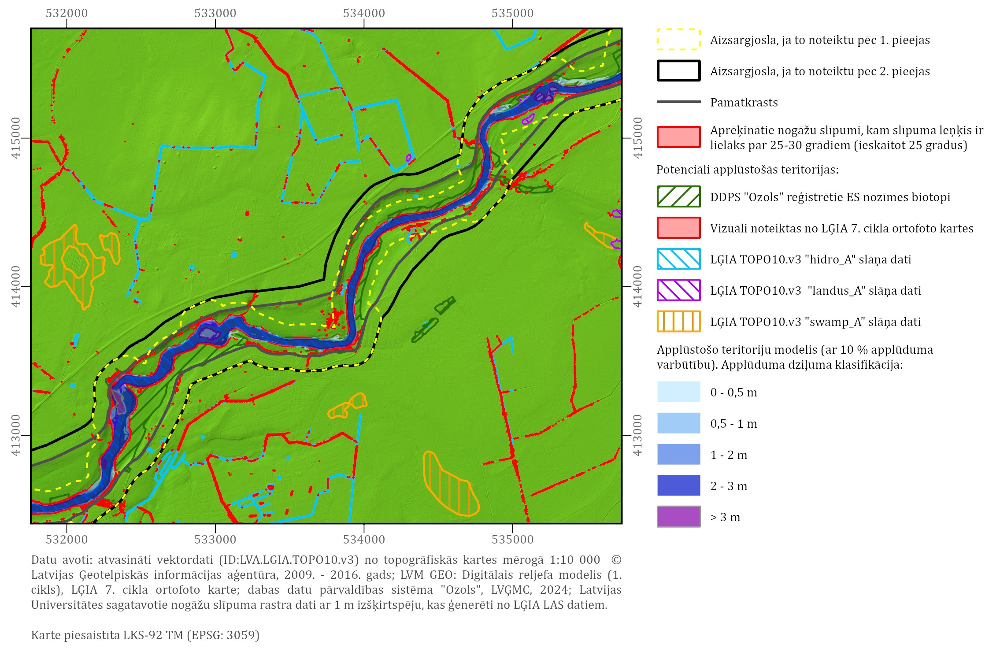 532000 533000 534000 535000
415000
414000
413000
415000
414000
413000
532000 533000 534000 535000
Aizsargjosla, ja to noteiktu pēc 1. pieejas
Aizsargjosla, ja to noteiktu pēc 2. pieejas
Pamatkrasts
Aprēķinātie nogāžu slīpumi, kam slīpuma leņķis ir
lielāks par 25-30 grādiem (ieskaitot 25 grādus)
Potenciāli applūstošās teritorijas:
DDPS "Ozols" reģistrētie ES nozīmes biotopi
Vizuāli noteiktas no LĢIA 7. cikla ortofoto kartes
LĢIA TOPO10.v3 "hidro_A" slāņa dati
LĢIA TOPO10.v3 "landus_A" slāņa dati
LĢIA TOPO10.v3 "swamp_A" slāņa dati
Applūstošo teritoriju modelis (ar 10 % applūduma
varbūtību). Applūduma dziļuma klasifikācija:
0 - 0,5 m
0,5 - 1 m
1 - 2 m
2 - 3 m
> 3 m
Datu avoti: atvasināti vektordati (ID:LVA.LGIA.TOPO10.v3) no topogrāfiskās kartes mērogā 1:10 000 ©
Latvijas Ģeotelpiskās informācijas aģentūra, 2009. - 2016. gads; LVM GEO: Digitālais reljefa modelis (1.
cikls), LĢIA 7. cikla ortofoto karte; dabas datu pārvaldības sistēma "Ozols", LVĢMC, 2024; Latvijas
Universitātes sagatavotie nogāžu slīpuma rastra dati ar 1 m izšķirtspēju, kas ģenerēti no LĢIA LAS datiem.
Karte piesaistīta LKS-92 TM (EPSG: 3059)